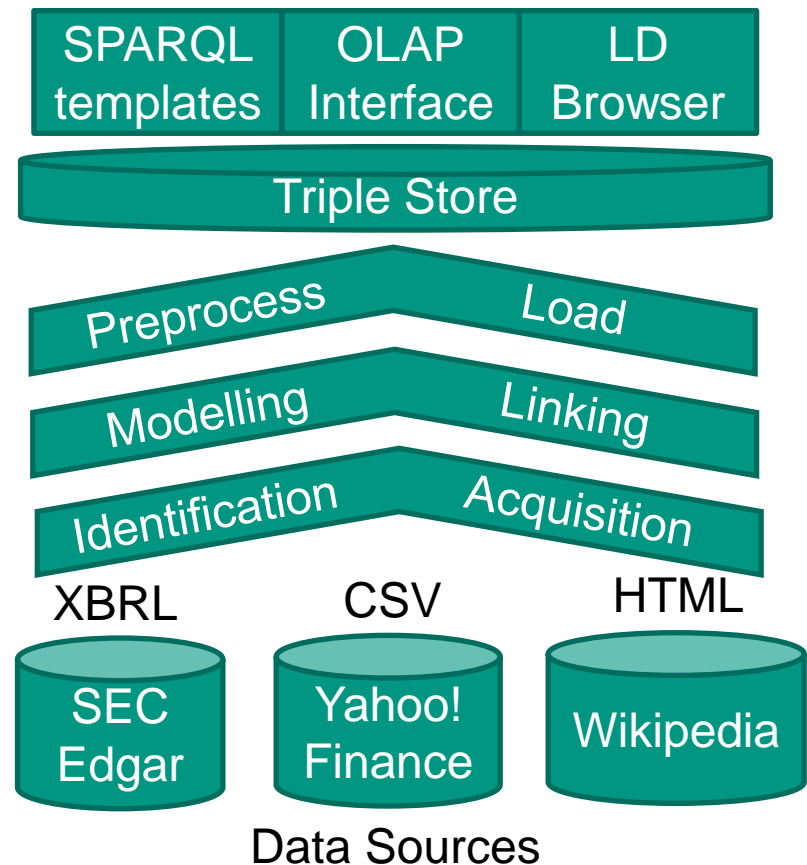 SPARQL
templates
OLAP
Interface
LD
Browser
Triple Store
Preprocess
Load
Modelling
Linking
Identification
Acquisition
XBRL
CSV
HTML
SEC
Edgar
Yahoo!
Finance
Wikipedia
Data Sources